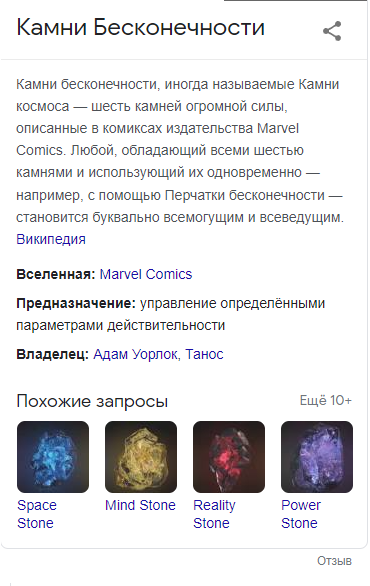 Камни Бесконечности
Камни бесконечности, иногда называемые Камни
космоса — шесть камней огромной силы,
описанные в комиксах издательства Marvel
Comics. Любой, обладающий всеми шестью
камнями и использующий их одновременно —
например, с помощью Перчатки бесконечности —
становится буквально всемогущим и всеведущим.
Википедия
Вселенная: Marvel Comics
Предназначение: управление определёнными
параметрами действительности
Владелец: Адам Уорлок, Танос
Похожие запросы
Ещё 10+
Space
Stone
Mind Stone
Reality
Stone
Power
Stone
Отзыв